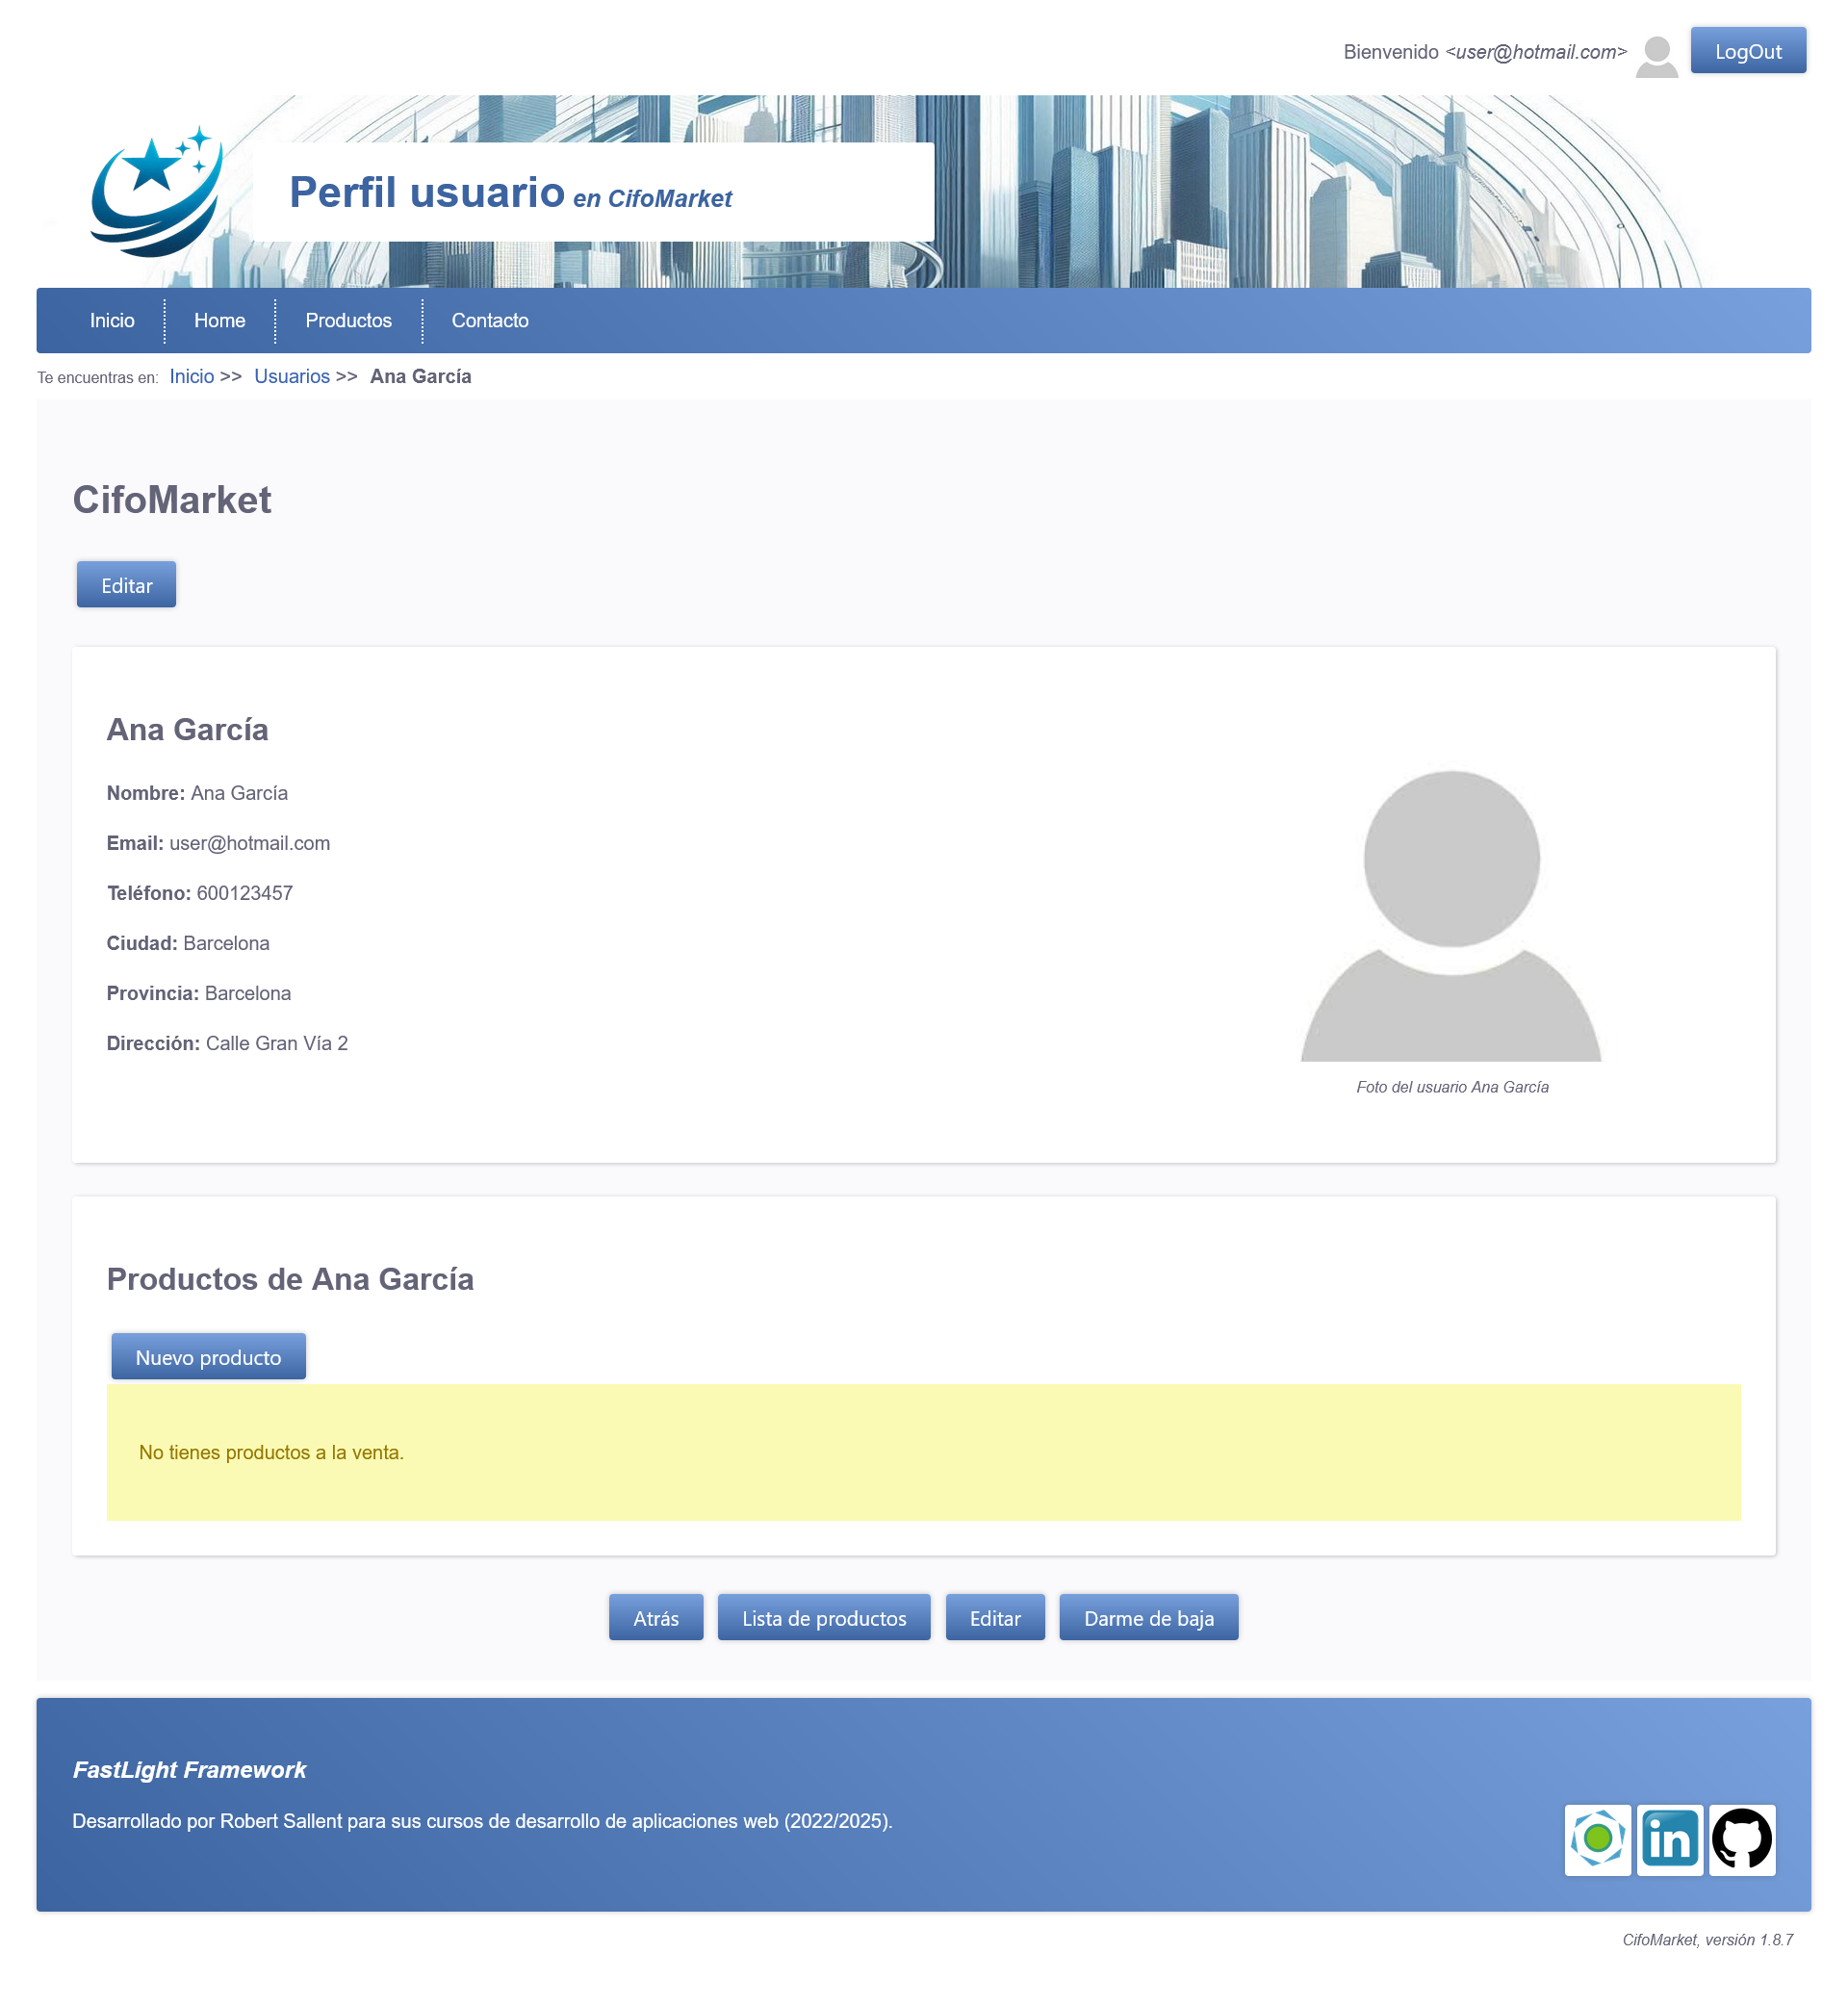 Bienvenido <user@hotmail.com> LogOut
Perfil usuario en CifoMarket
Inicio Home Productos Contacto
Te encuentras en: Inicio >> Usuarios >> Ana García
CifoMarket
Editar
Ana García
Nombre: Ana García
Email: user@hotmail.com
Teléfono: 600123457
Ciudad: Barcelona
Provincia: Barcelona
Dirección: Calle Gran Vía 2
Foto del usuario Ana García
Productos de Ana García
Nuevo producto
No tienes productos a la venta.
Atrás Lista de productos Editar Darme de baja
FastLight Framework
Desarrollado por Robert Sallent para sus cursos de desarrollo de aplicaciones web (2022/2025).
in
CifoMarket, versión 1.8.7